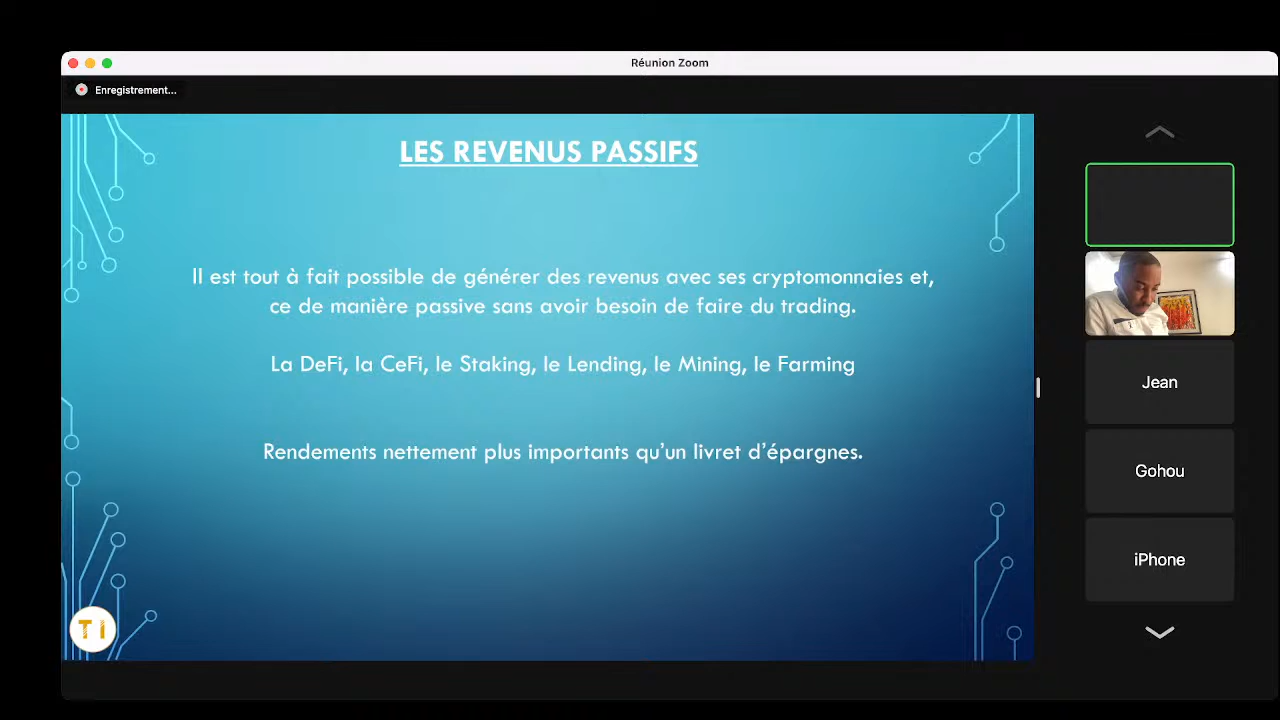 Réunion Zoom
Enregistrement...
LES REVENUS PASSIFS
Il est tout à fait possible de générer des revenus avec ses cryptomonnaies et,
ce de manière passive sans avoir besoin de faire du trading.
La DeFi, la CeFi, le Staking, le Lending, le Mining, le Farming
Rendements nettement plus importants qu’un livret d’épargnes.
T I
Jean
Gohou
iPhone